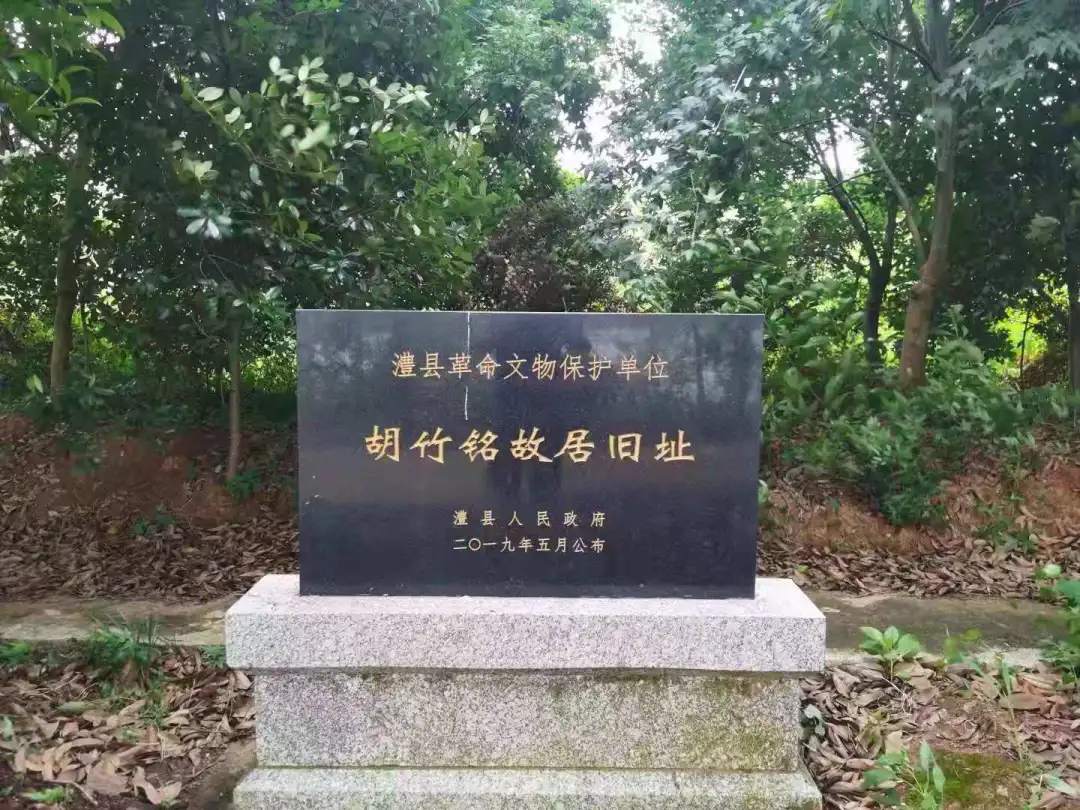 澧县革命文物保护单位
胡竹铭故居旧址
澧县人民政府
二〇一九年五月公布